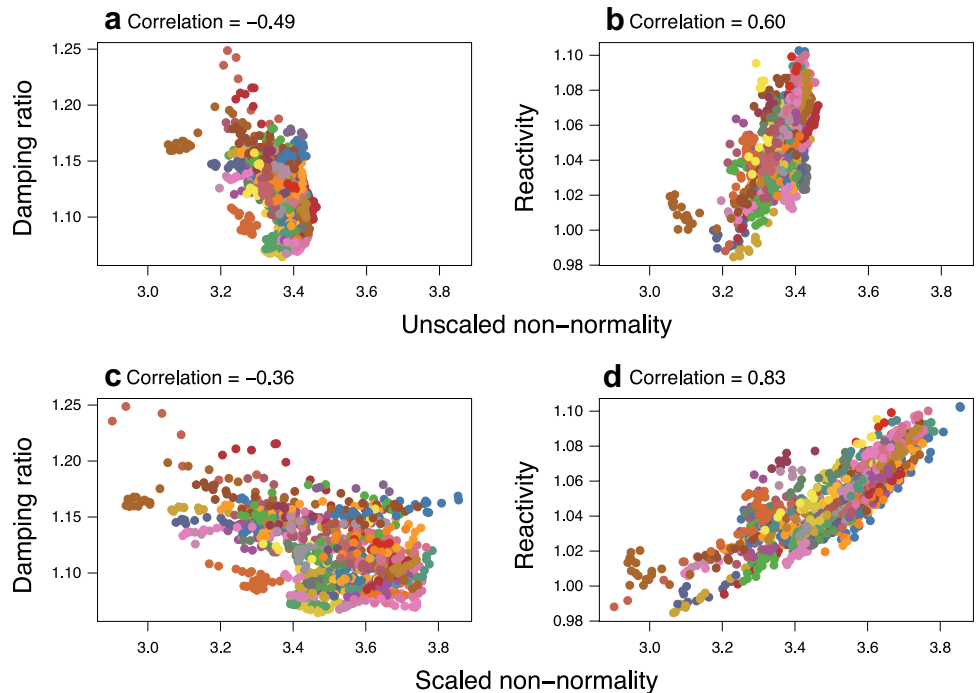 a Correlation = −0.49
b Correlation = 0.60
Damping ratio
1.25
1.20
1.15
1.10
3.0 3.2 3.4 3.6 3.8
Reactivity
1.10
1.08
1.06
1.04
1.02
1.00
0.98
3.0 3.2 3.4 3.6 3.8
Unscaled non−normality
c Correlation = −0.36
d Correlation = 0.83
Damping ratio
1.25
1.20
1.15
1.10
3.0 3.2 3.4 3.6 3.8
Reactivity
1.10
1.08
1.06
1.04
1.02
1.00
0.98
3.0 3.2 3.4 3.6 3.8
Scaled non−normality